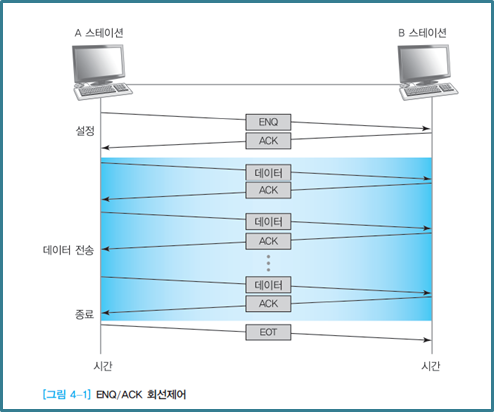 A 스테이션
B 스테이션
설정
ENQ
ACK
데이터
ACK
데이터 전송
데이터
ACK
데이터
ACK
종료
EOT
시간
시간
[그림 4-1] ENQ/ACK 회선제어